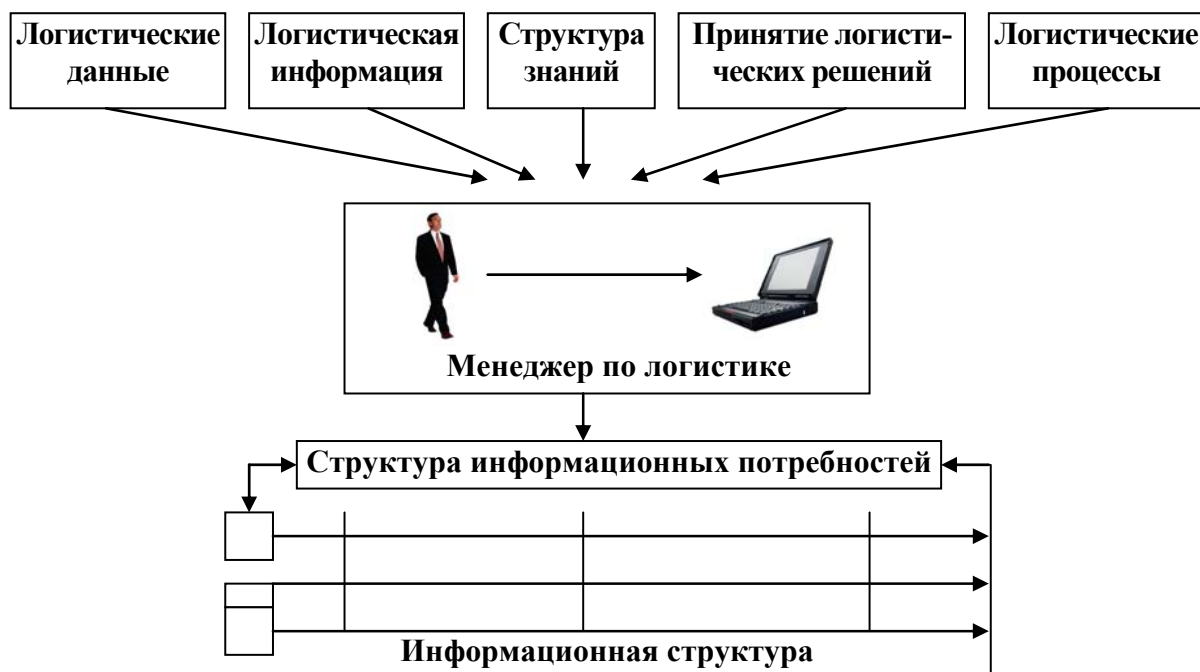 Логистические
данные
Логистическая
информация
Структура
знаний
Принятие логисти-
ческих решений
Логистические
процессы
Менеджер по логистике
Структура информационных потребностей
Информационная структура